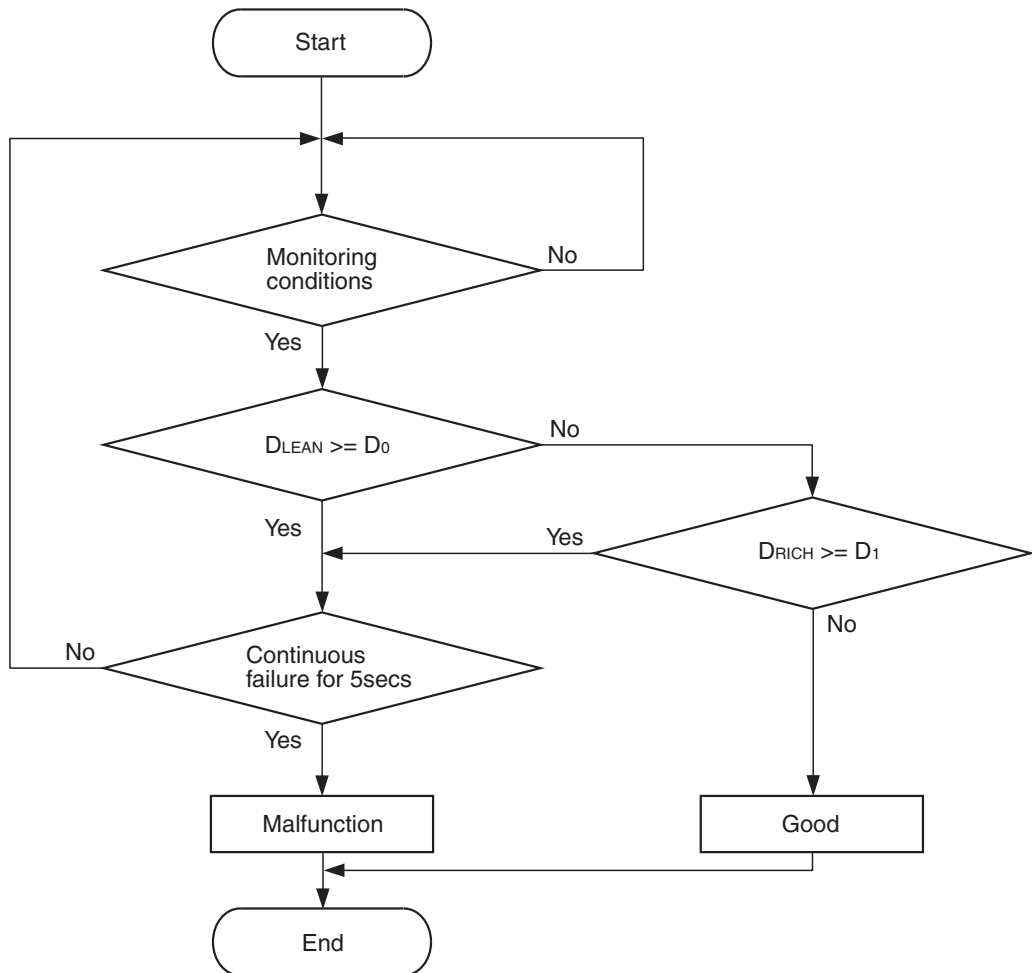 Start
Monitoring
conditions
No
Yes
DLEAN >= D0
No
Yes
Yes
DRICH >= D1
No
No
Continuous
failure for 5secs
Yes
Malfunction
Good
End